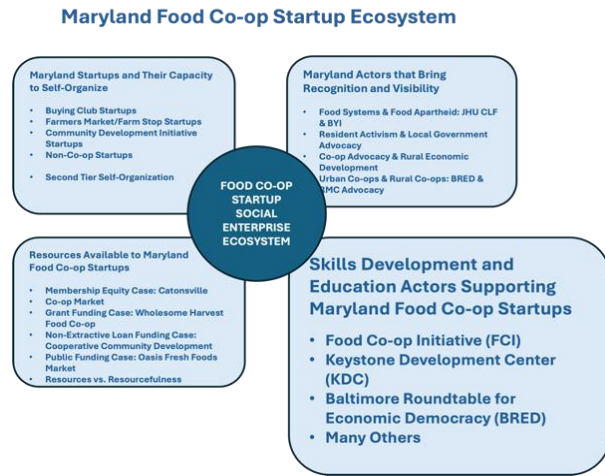 Maryland Food Co-op Startup Ecosystem
Maryland Startups and Their Capacity
to Self-Organize
• Buying Club Startups
• Farmers Market/Farm Stop Startups
• Community Development Initiative
Startups
• Non-Co-op Startups
• Second Tier Self-Organization
Maryland Actors that Bring
Recognition and Visibility
• Food Systems & Food Apartheid: JHU CLF
& BYI
• Resident Activism & Local Government
Advocacy
• Co-op Advocacy & Rural Economic
Development
Urban Co-ops & Rural Co-ops: BRED &
RMC Advocacy
FOOD CO-OP
STARTUP
SOCIAL
ENTERPRISE
ECOSYSTEM
Resources Available to Maryland
Food Co-op Startups
• Membership Equity Case: Catonsville
• Co-op Market
• Grant Funding Case: Wholesome Harvest
Food Co-op
• Non-Extractive Loan Funding Case:
Cooperative Community Development
• Public Funding Case: Oasis Fresh Foods
Market
• Resources vs. Resourcefulness
Skills Development and
Education Actors Supporting
Maryland Food Co-op Startups
• Food Co-op Initiative (FCI)
• Keystone Development Center
(KDC)
• Baltimore Roundtable for
Economic Democracy (BRED)
• Many Others